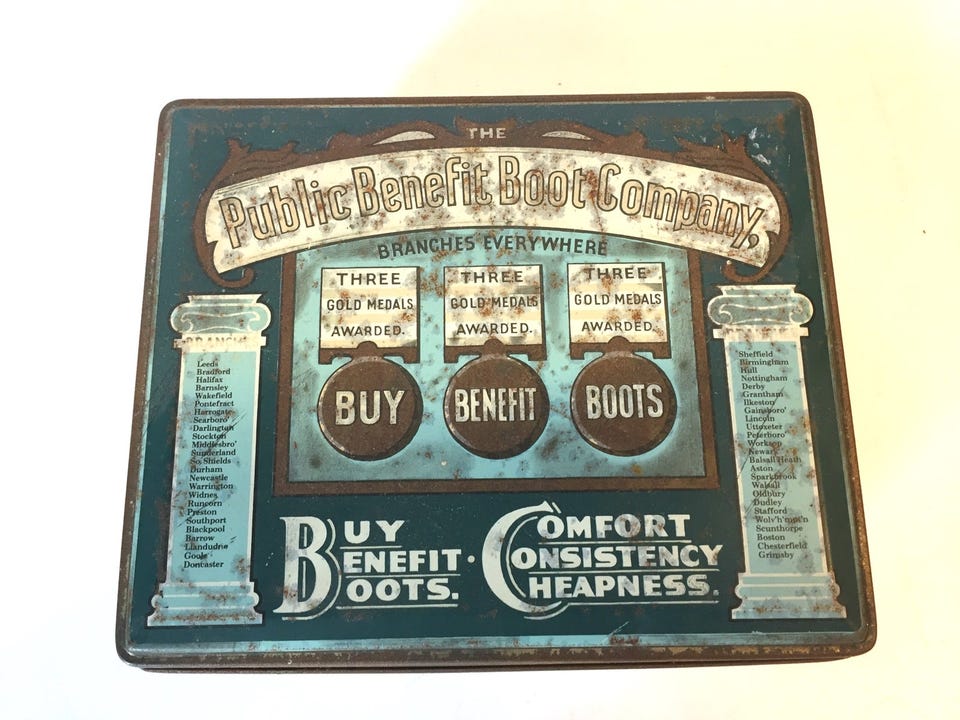 THE
Public Benefit Boot Company,
BRANCHES EVERYWHERE
THREE
GOLD MEDALS
AWARDED.
THREE
GOLD MEDALS
AWARDED.
THREE
GOLD MEDALS
AWARDED.
BUY
BENEFIT
BOOTS
Leeds
Bradford
Halifax
Barnsley
Wakefield
Pontefract
Harrogate
Scarboro'
Darlington
Stockton
Middlesbro'
Sunderland
So. Shields
Durham
Newcastle
Warrington
Widnes
Runcorn
Preston
Southport
Blackpool
Barrow
Llandudno
Goole
Doncaster
Sheffield
Birmingham
Hull
Nottingham
Derby
Grantham
Ilkeston
Gainsboro'
Lincoln
Uttoxeter
Peterboro'
Worksop
Newark
Balsall Heath
Aston
Sparkbrook
Walsall
Oldbury
Dudley
Stafford
Wolv'h'mpt'n
Scunthorpe
Boston
Chesterfield
Grimsby
BUY
BENEFIT
BOOTS.
COMFORT
CONSISTENCY
CHEAPNESS.